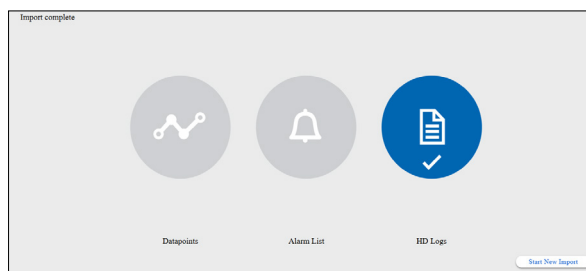 Import complete
Datapoints
Alarm List
HD Logs
Start New Import